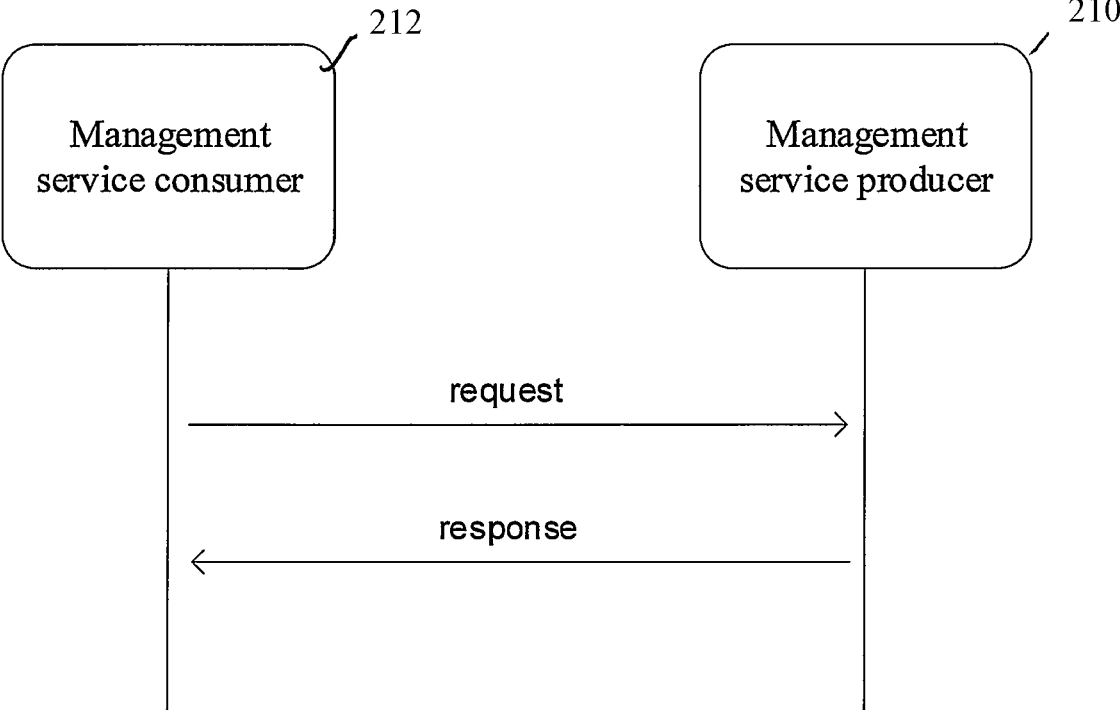 212
210
Management
service consumer
Management
service producer
request
response